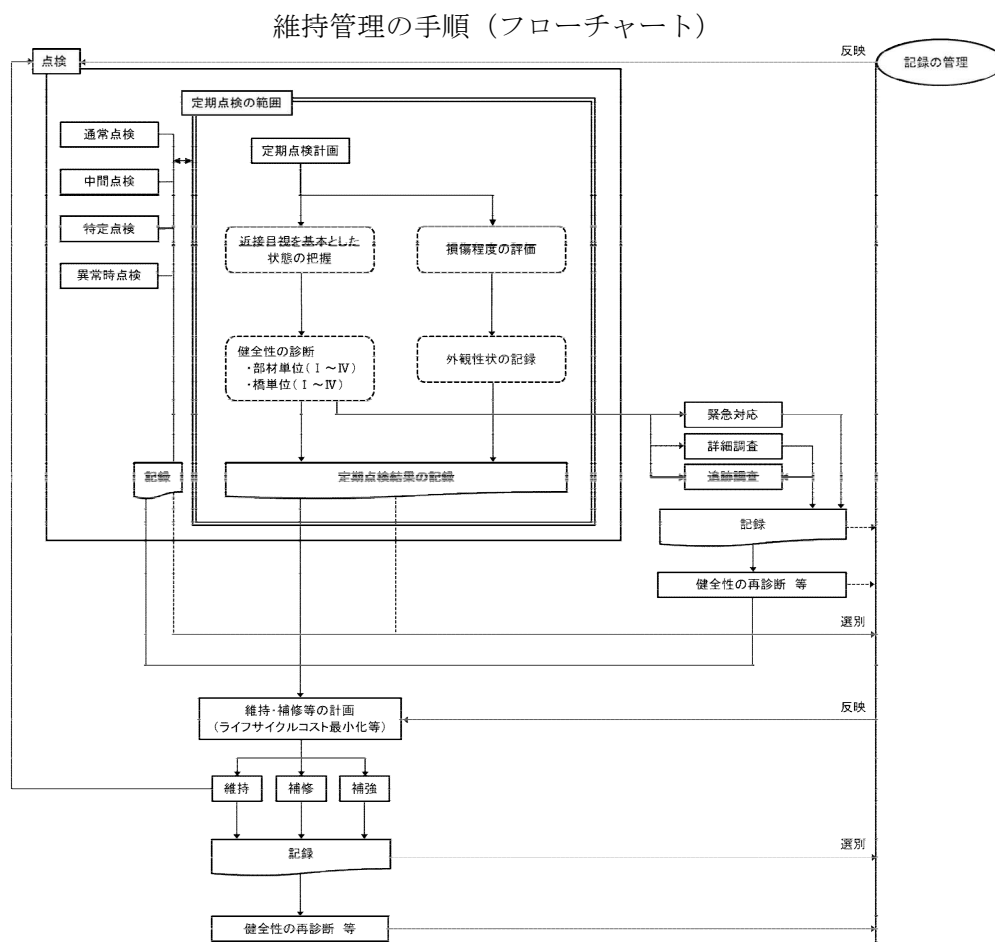 維持管理の手順（フローチャート）
点検
反映
記録の管理
定期点検の範囲
通常点検
定期点検計画
中間点検
特定点検
近接目視を基本とした
状態の把握
損傷程度の評価
異常時点検
健全性の診断
・部材単位(Ⅰ～Ⅳ)
・橋単位(Ⅰ～Ⅳ)
外観性状の記録
緊急対応
詳細調査
追跡調査
記録
定期点検結果の記録
記録
健全性の再診断 等
選別
維持・補修等の計画
(ライフサイクルコスト最小化等)
反映
維持
補修
補強
記録
選別
健全性の再診断 等